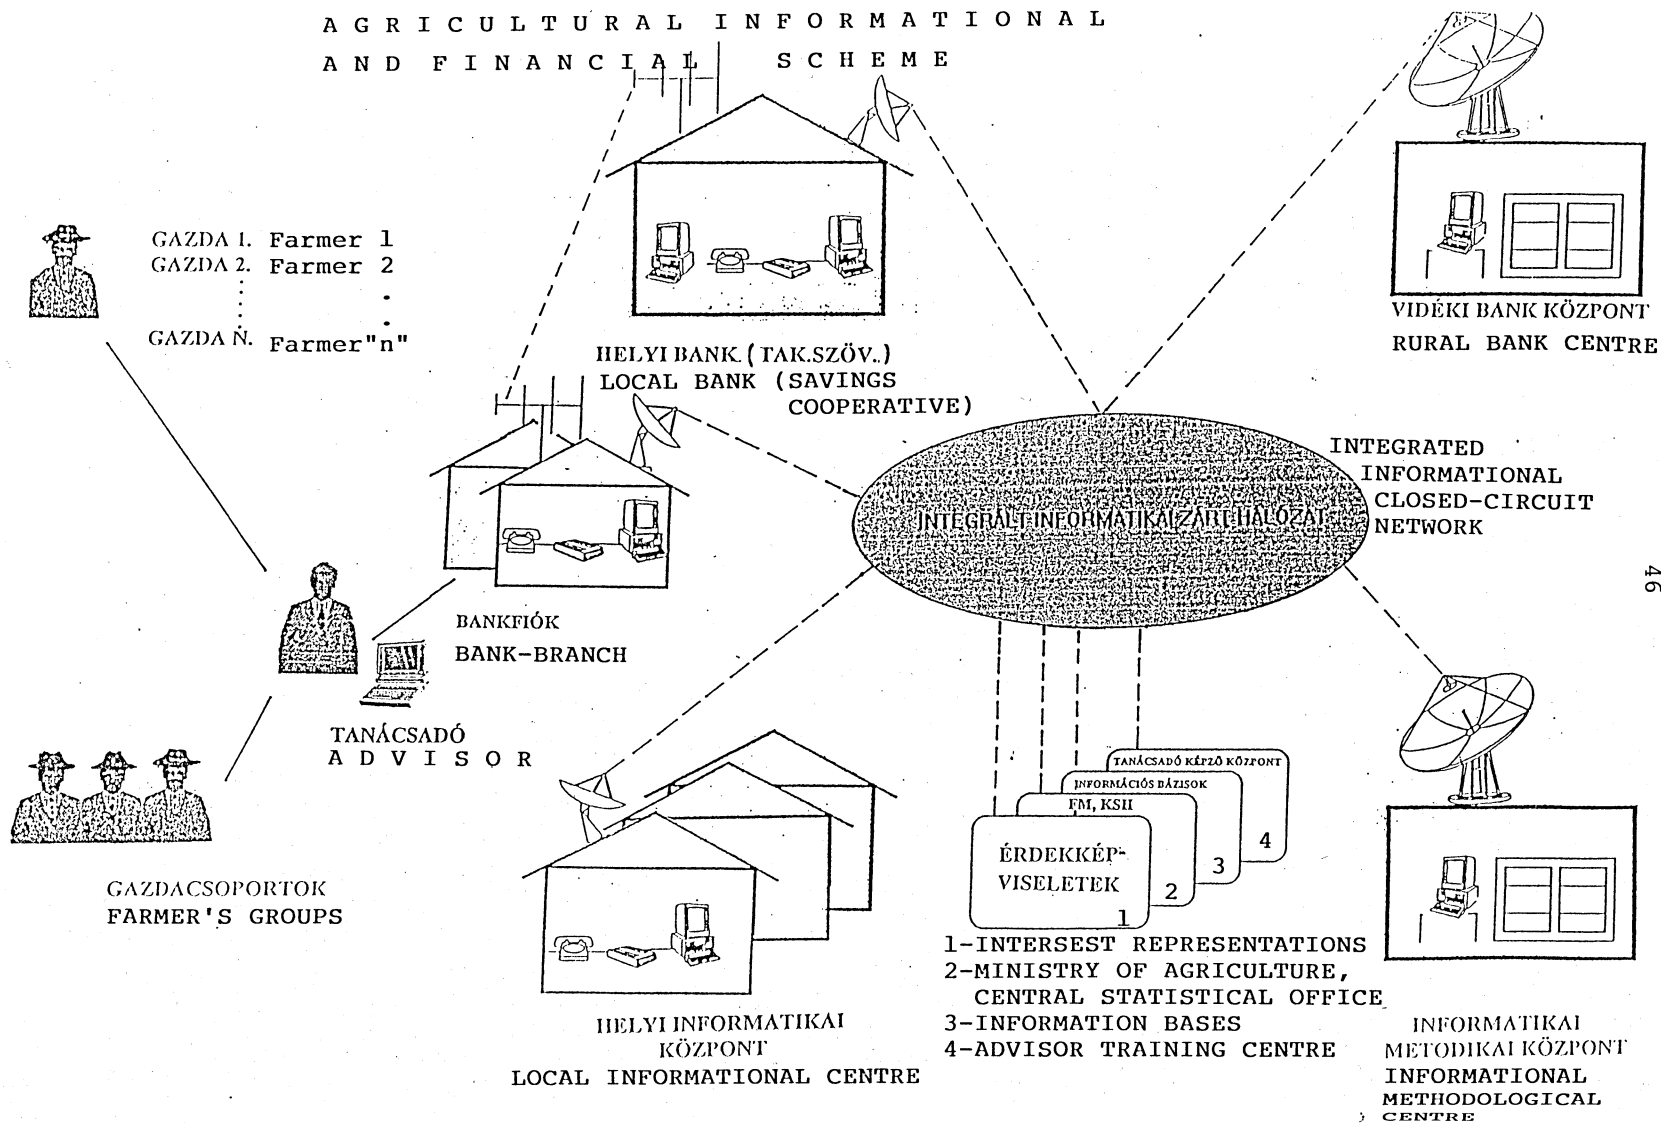 AGRICULTURAL INFORMATIONAL
AND FINANCIAL SCHEME
GAZDA 1. Farmer 1
GAZDA 2. Farmer 2
GAZDA N. Farmer"n"
HELYI BANK (TAK.SZÖV..)
LOCAL BANK (SAVINGS
COOPERATIVE)
VIDÉKI BANK KÖZPONT
RURAL BANK CENTRE
INTEGRATED
INFORMATIONAL
CLOSED-CIRCUIT
NETWORK
INTEGRÁLT INFORMATIKAI ZÁRT HÁLÓZAT
46
BANKFIÓK
BANK-BRANCH
TANÁCSADÓ
ADVISOR
GAZDACSOPORTOK
FARMER'S GROUPS
TANÁCSADÓ KÉPZŐ KÖZPONT
INFORMÁCIÓS BÁZISOK
FM, KSH
ÉRDEKKÉP-
VISELETEK
1
2
3
4
1-INTERSEST REPRESENTATIONS
2-MINISTRY OF AGRICULTURE,
CENTRAL STATISTICAL OFFICE
3-INFORMATION BASES
4-ADVISOR TRAINING CENTRE
HELYI INFORMATIKAI
KÖZPONT
LOCAL INFORMATIONAL CENTRE
INFORMATIKAI
METODIKAI KÖZPONT
INFORMATIONAL
METHODOLOGICAL
CENTRE